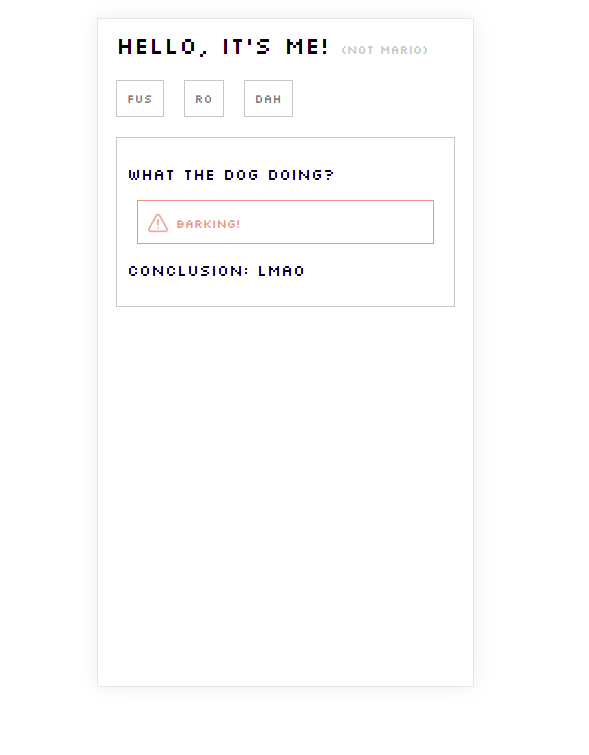 HELLO, IT'S ME! (NOT MARIO)
FUS RO DAH
WHAT THE DOG DOING?
BARKING!
CONCLUSION: LMAO